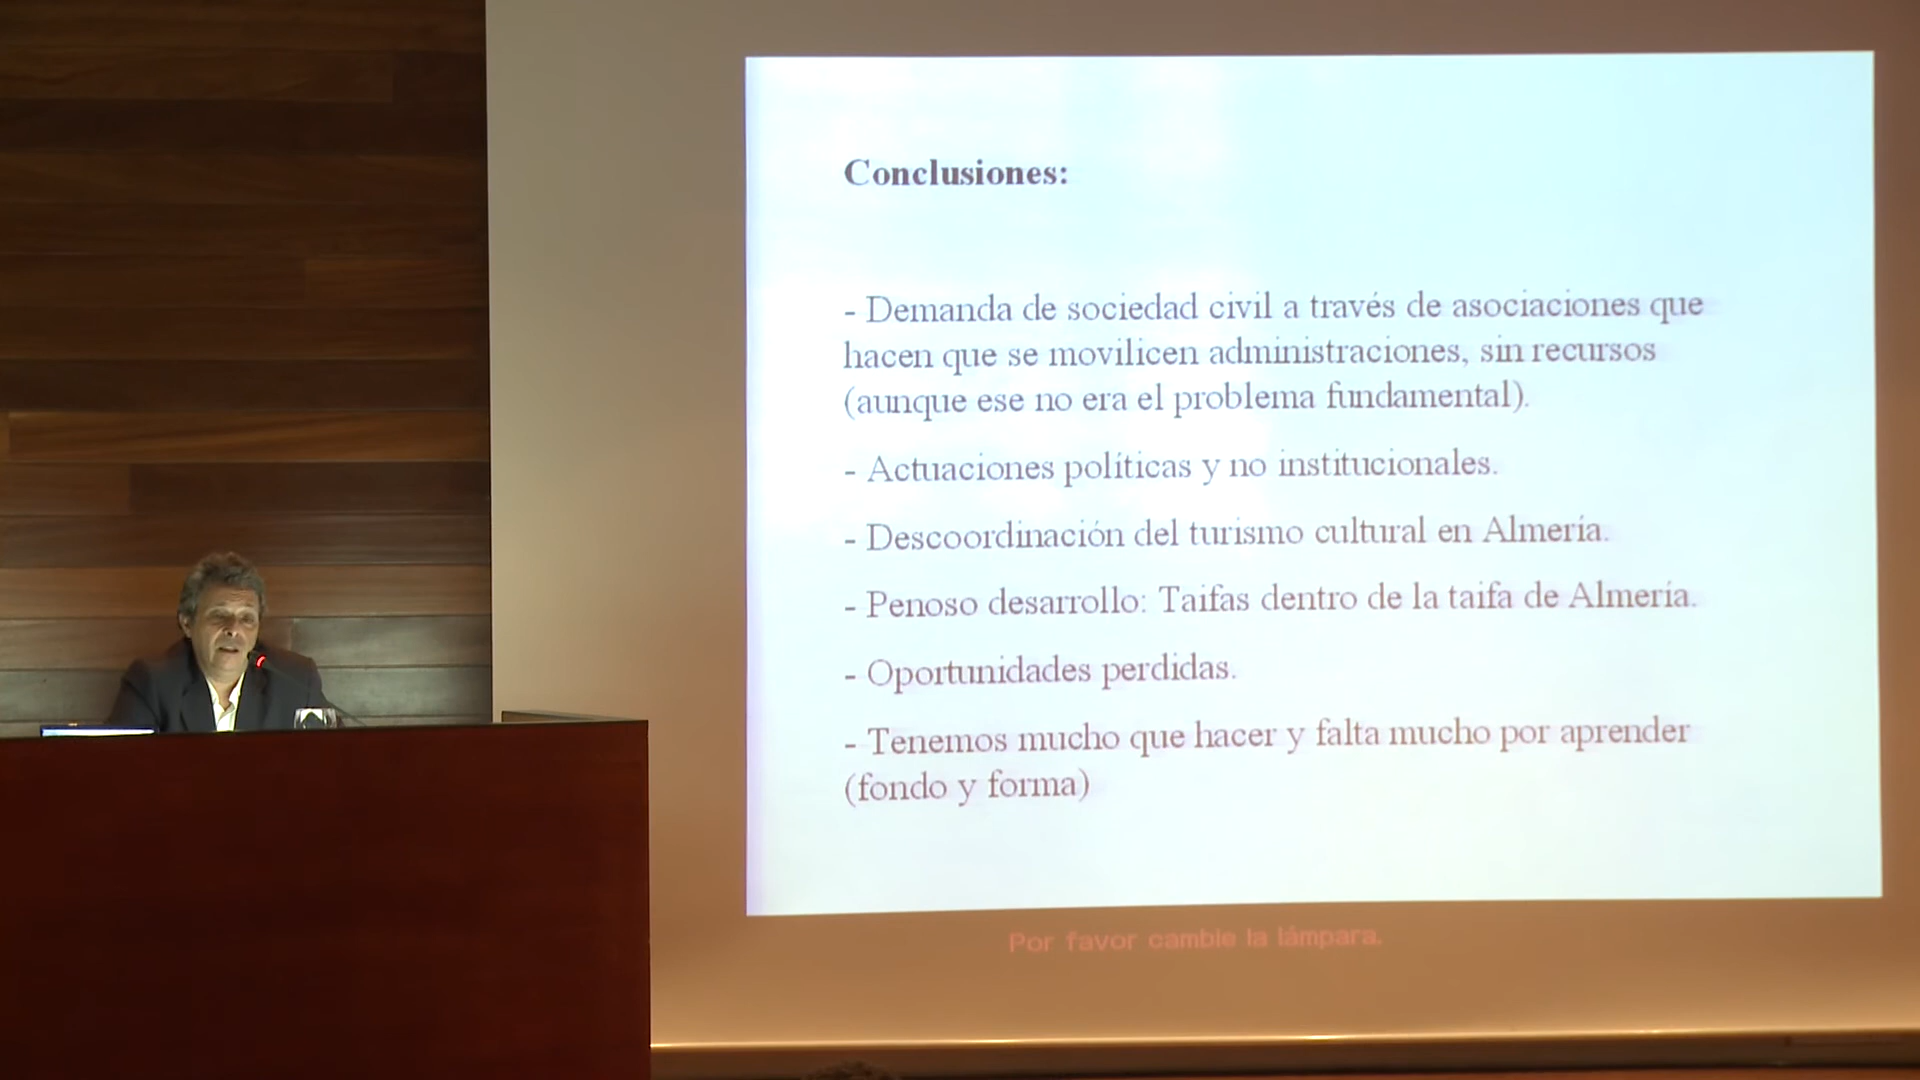 Conclusiones:
- Demanda de sociedad civil a través de asociaciones que
hacen que se movilicen administraciones, sin recursos
(aunque ese no era el problema fundamental).
- Actuaciones políticas y no institucionales.
- Descoordinación del turismo cultural en Almería.
- Penoso desarrollo: Taifas dentro de la taifa de Almería.
- Oportunidades perdidas.
- Tenemos mucho que hacer y falta mucho por aprender
(fondo y forma)
Por favor cambie la lámpara.